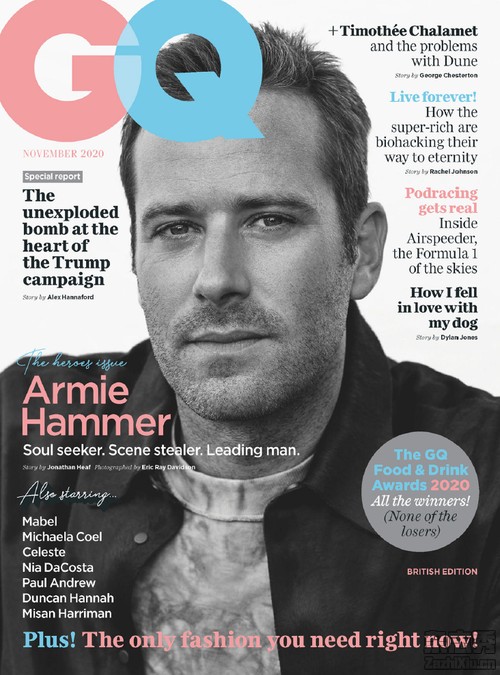 GQ
NOVEMBER 2020
Special report
The
unexploded
bomb at the
heart of
the Trump
campaign
Story by Alex Hannaford
+ Timothée Chalamet
and the problems
with Dune
Story by George Chesterton
Live forever!
How the
super-rich are
biohacking their
way to eternity
Story by Rachel Johnson
Podracing
gets real
Inside
Airspeeder,
the Formula 1
of the skies
How I fell
in love with
my dog
Story by Dylan Jones
The heroes issue
Armie
Hammer
Soul seeker. Scene stealer. Leading man.
Story by Jonathan Heaf Photographed by Eric Ray Davidson
Also starring...
Mabel
Michaela Coel
Celeste
Nia DaCosta
Paul Andrew
Duncan Hannah
Misan Harriman
The GQ
Food & Drink
Awards 2020
All the winners!
(None of the
losers)
BRITISH EDITION
Plus! The only fashion you need right now!